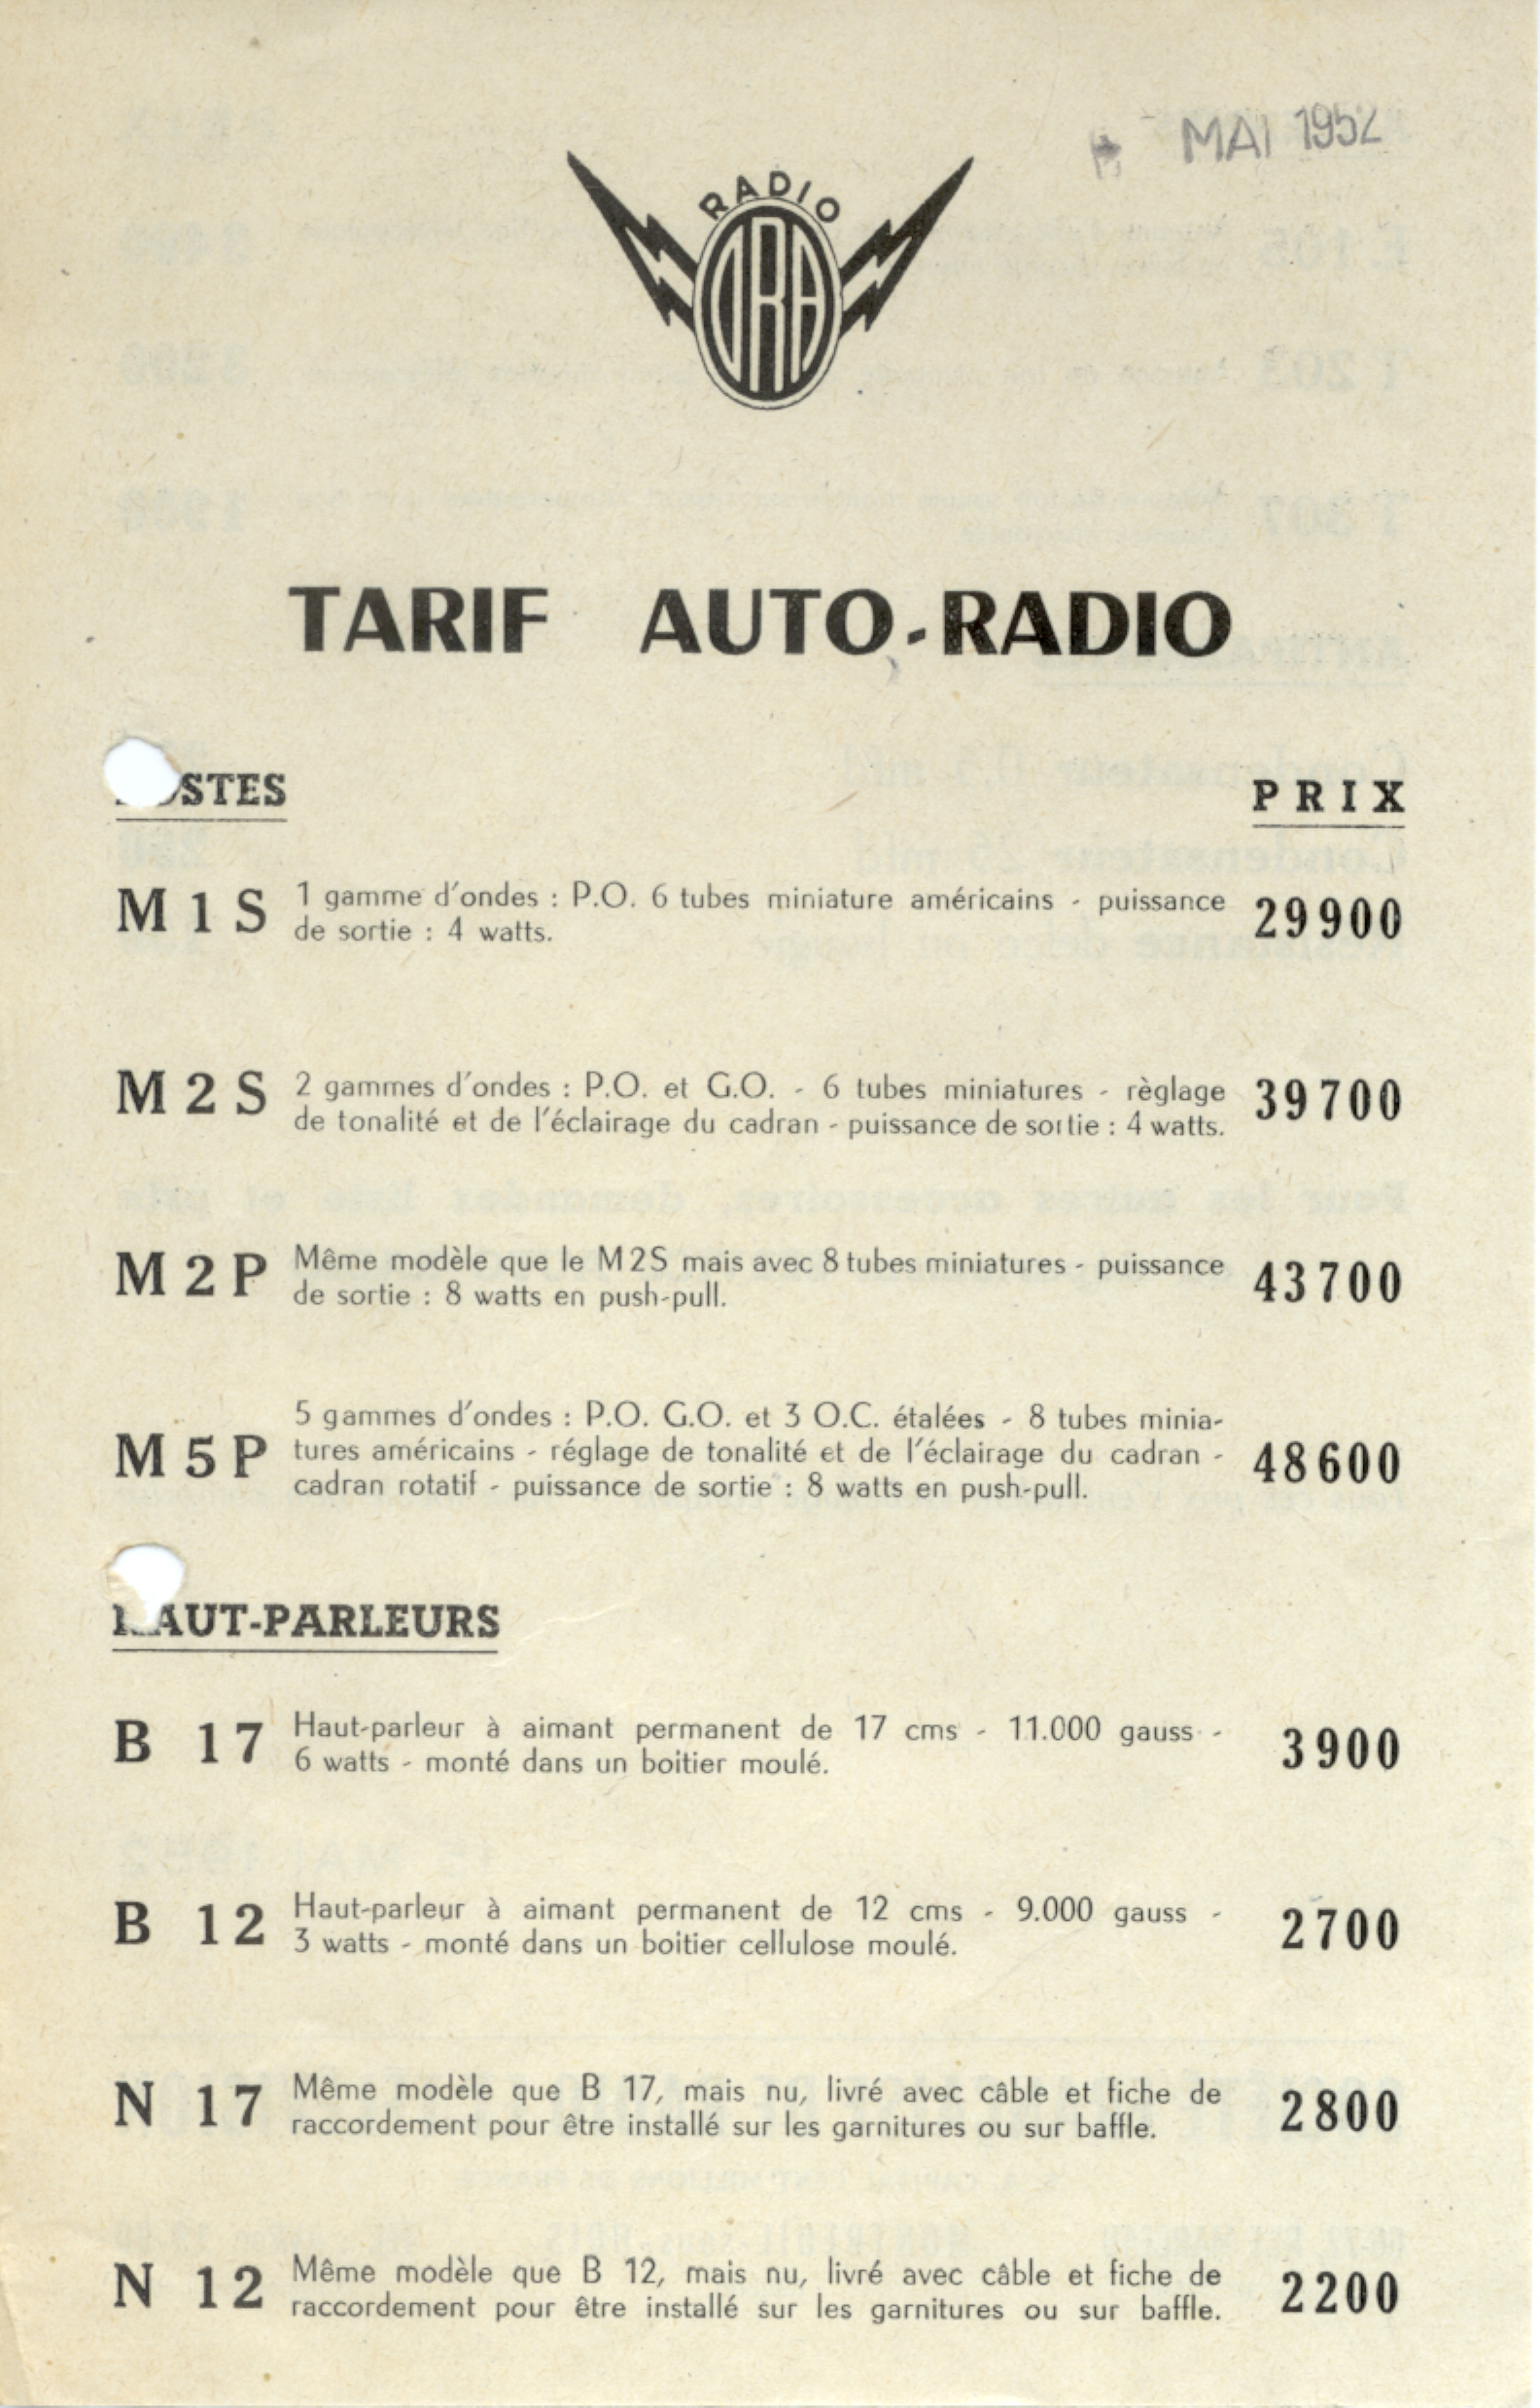 MAI 1952
RADIO
ORA
TARIF AUTO-RADIO
STES
PRIX
M 1 S
1 gamme d'ondes : P.O. 6 tubes miniature américains - puissance
de sortie : 4 watts.
29900
M 2 S
2 gammes d'ondes : P.O. et G.O. - 6 tubes miniatures - règlage
de tonalité et de l'éclairage du cadran - puissance de sortie : 4 watts.
39700
M 2 P
Même modèle que le M2S mais avec 8 tubes miniatures - puissance
de sortie : 8 watts en push-pull.
43700
M 5 P
5 gammes d'ondes : P.O. G.O. et 3 O.C. étalées - 8 tubes minia-
tures américains - réglage de tonalité et de l'éclairage du cadran -
cadran rotatif - puissance de sortie : 8 watts en push-pull.
48600
HAUT-PARLEURS
B 17
Haut-parleur à aimant permanent de 17 cms - 11.000 gauss -
6 watts - monté dans un boitier moulé.
3900
B 12
Haut-parleur à aimant permanent de 12 cms - 9.000 gauss -
3 watts - monté dans un boitier cellulose moulé.
2700
N 17
Même modèle que B 17, mais nu, livré avec câble et fiche de
raccordement pour être installé sur les garnitures ou sur baffle.
2800
N 12
Même modèle que B 12, mais nu, livré avec câble et fiche de
raccordement pour être installé sur les garnitures ou sur baffle.
2200